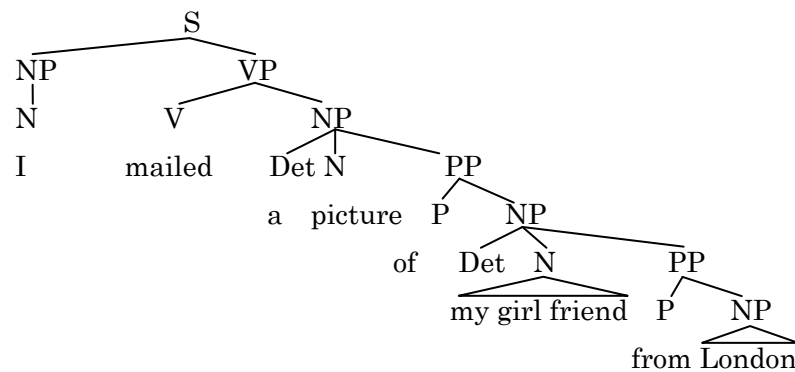 S
NP VP
N V NP
I mailed Det N PP
a picture P NP
of Det N PP
my girl friend P NP
from London